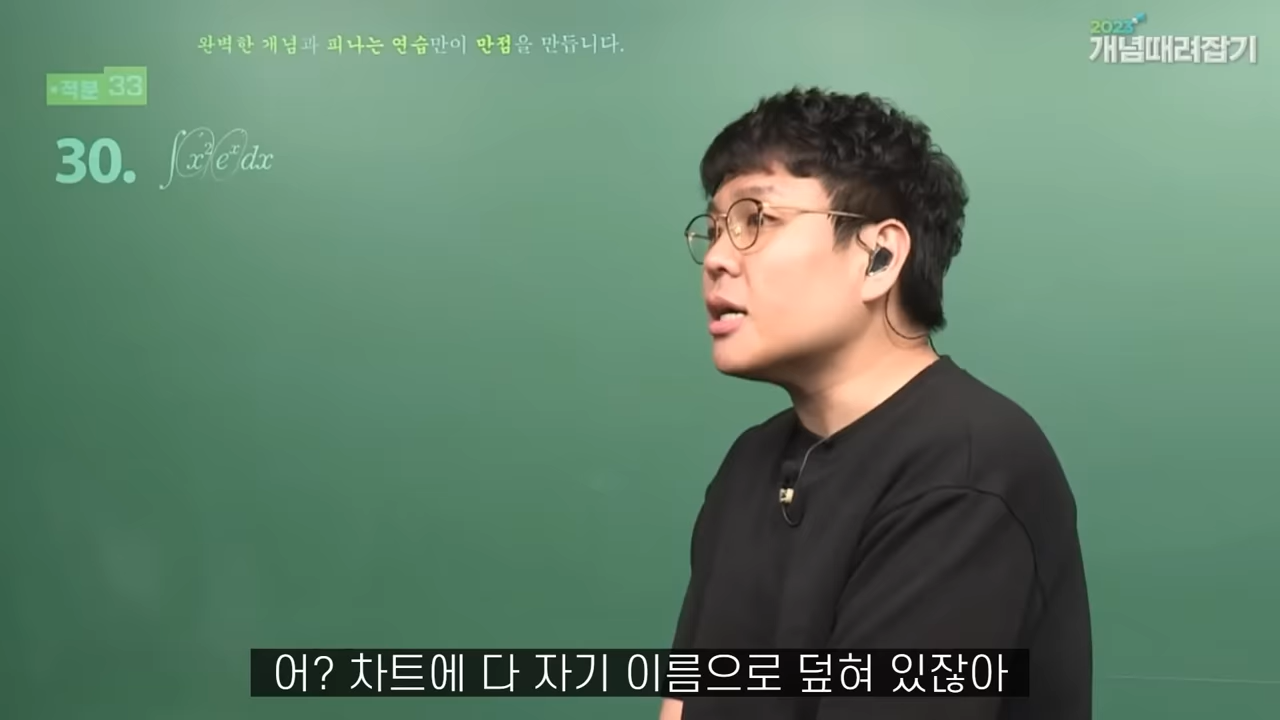 완벽한 개념과 피나는 연습만이 만점을 만듭니다.
2023
개념때려잡기
적분 33
30. ∫x²eˣdx
어? 차트에 다 자기 이름으로 덮혀 있잖아